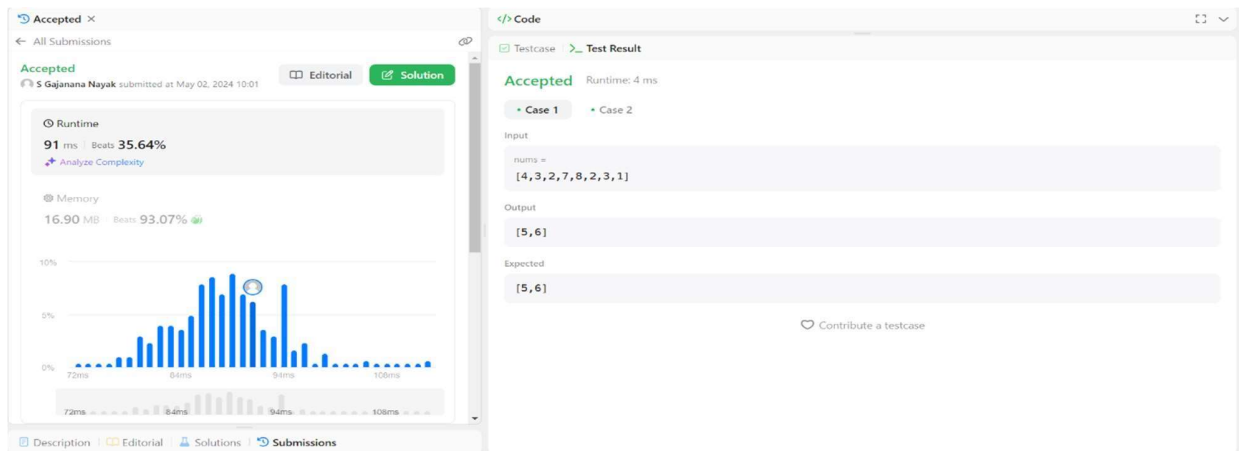 Accepted ×
← All Submissions
Accepted
S Gajanana Nayak submitted at May 02, 2024 10:01
Editorial
Solution
Runtime
91 ms | Beats 35.64%
Analyze Complexity
Memory
16.90 MB | Beats 93.07%
10%
5%
0%
72ms 84ms 94ms 108ms
72ms 84ms 94ms 108ms
Description | Editorial | Solutions | Submissions
</> Code
Testcase | >_ Test Result
Accepted Runtime: 4 ms
• Case 1 • Case 2
Input
nums =
[4,3,2,7,8,2,3,1]
Output
[5,6]
Expected
[5,6]
Contribute a testcase